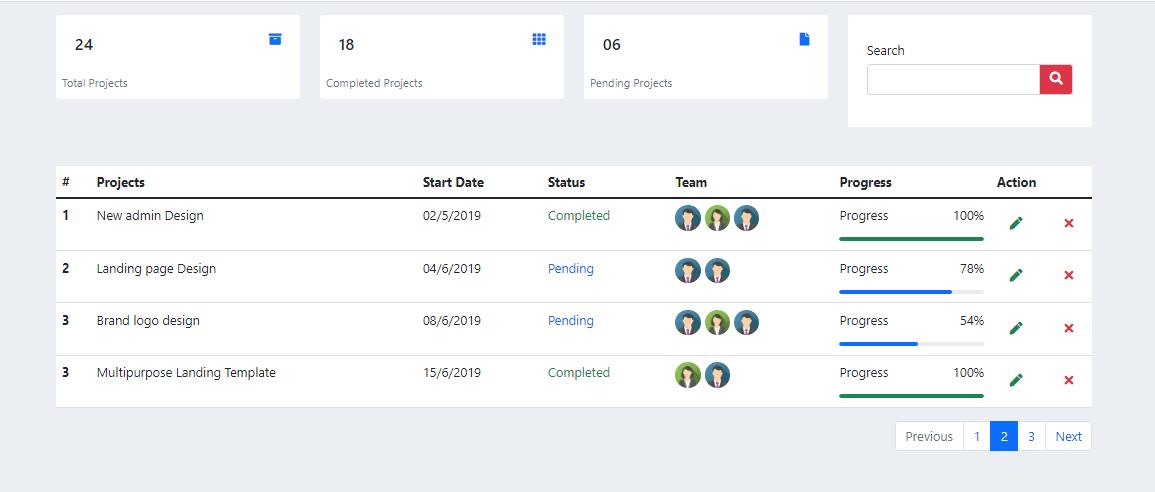 24
Total Projects
18
Completed Projects
06
Pending Projects
Search
# Projects Start Date Status Team Progress Action
1 New admin Design 02/5/2019 Completed Progress 100%
2 Landing page Design 04/6/2019 Pending Progress 78%
3 Brand logo design 08/6/2019 Pending Progress 54%
3 Multipurpose Landing Template 15/6/2019 Completed Progress 100%
Previous 1 2 3 Next